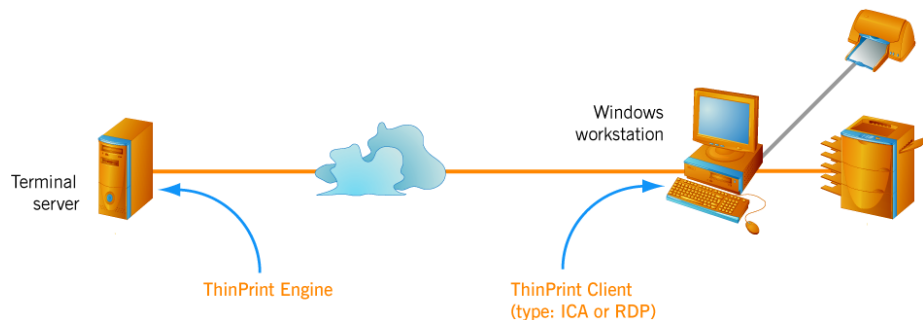 Windows
workstation
Terminal
server
ThinPrint Engine
ThinPrint Client
(type: ICA or RDP)